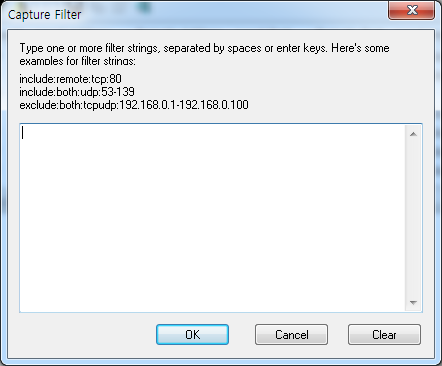 Capture Filter
Type one or more filter strings, separated by spaces or enter keys. Here's some
examples for filter strings:
include:remote:tcp:80
include:both:udp:53-139
exclude:both:tcpudp:192.168.0.1-192.168.0.100
OK
Cancel
Clear